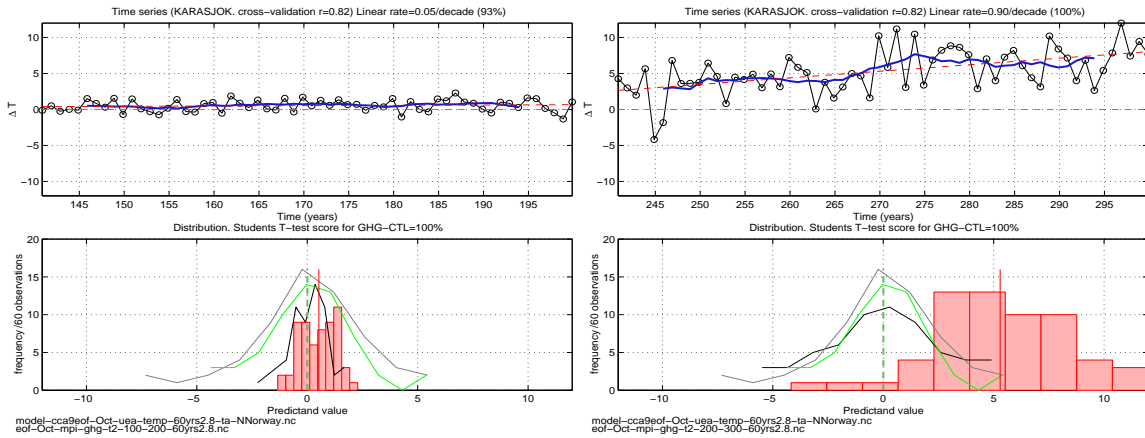 Time series (KARASJOK. cross-validation r=0.82) Linear rate=0.05/decade (93%)
10
5
0
−5
−10
Δ T
145 150 155 160 165 170 175 180 185 190 195
Time (years)
Distribution. Students T-test score for GHG-CTL=100%
20
15
10
5
0
frequency /60 observations
−10 −5 0 5 10
Predictand value
model-cca9eof-Oct-uea-temp-60yrs2.8-ta-NNorway.nc
eof-Oct-mpi-ghg-t2-100-200-60yrs2.8.nc
Time series (KARASJOK. cross-validation r=0.82) Linear rate=0.90/decade (100%)
10
5
0
−5
−10
Δ T
245 250 255 260 265 270 275 280 285 290 295
Time (years)
Distribution. Students T-test score for GHG-CTL=100%
20
15
10
5
0
frequency /60 observations
−10 −5 0 5 10
Predictand value
model-cca9eof-Oct-uea-temp-60yrs2.8-ta-NNorway.nc
eof-Oct-mpi-ghg-t2-200-300-60yrs2.8.nc